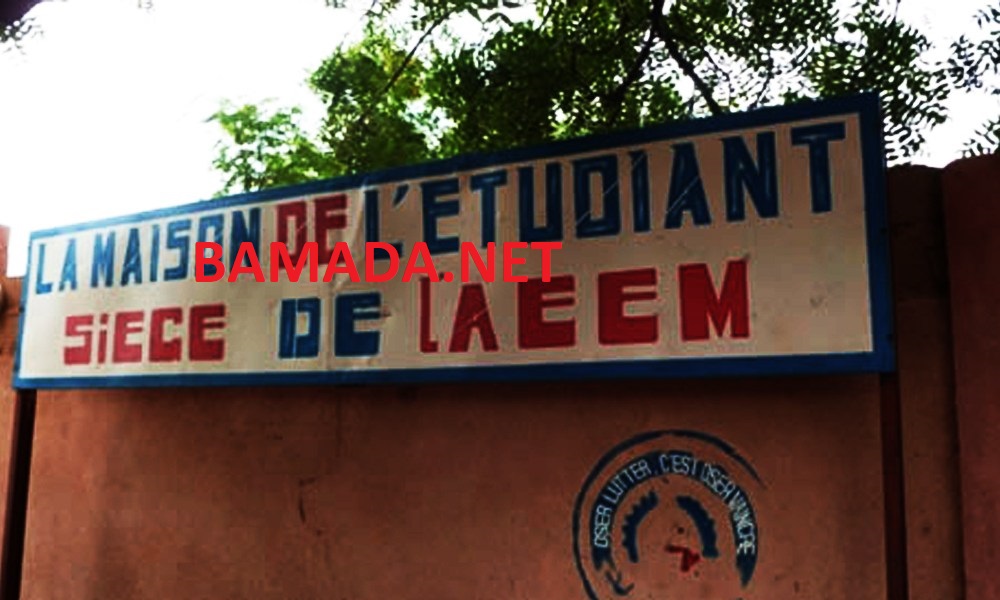 LA MAISON DE L'ETUDIANT
BAMADA.NET
SiECE DE lAEEM
OSER LUTTER, C'EST OSER VAINCRE